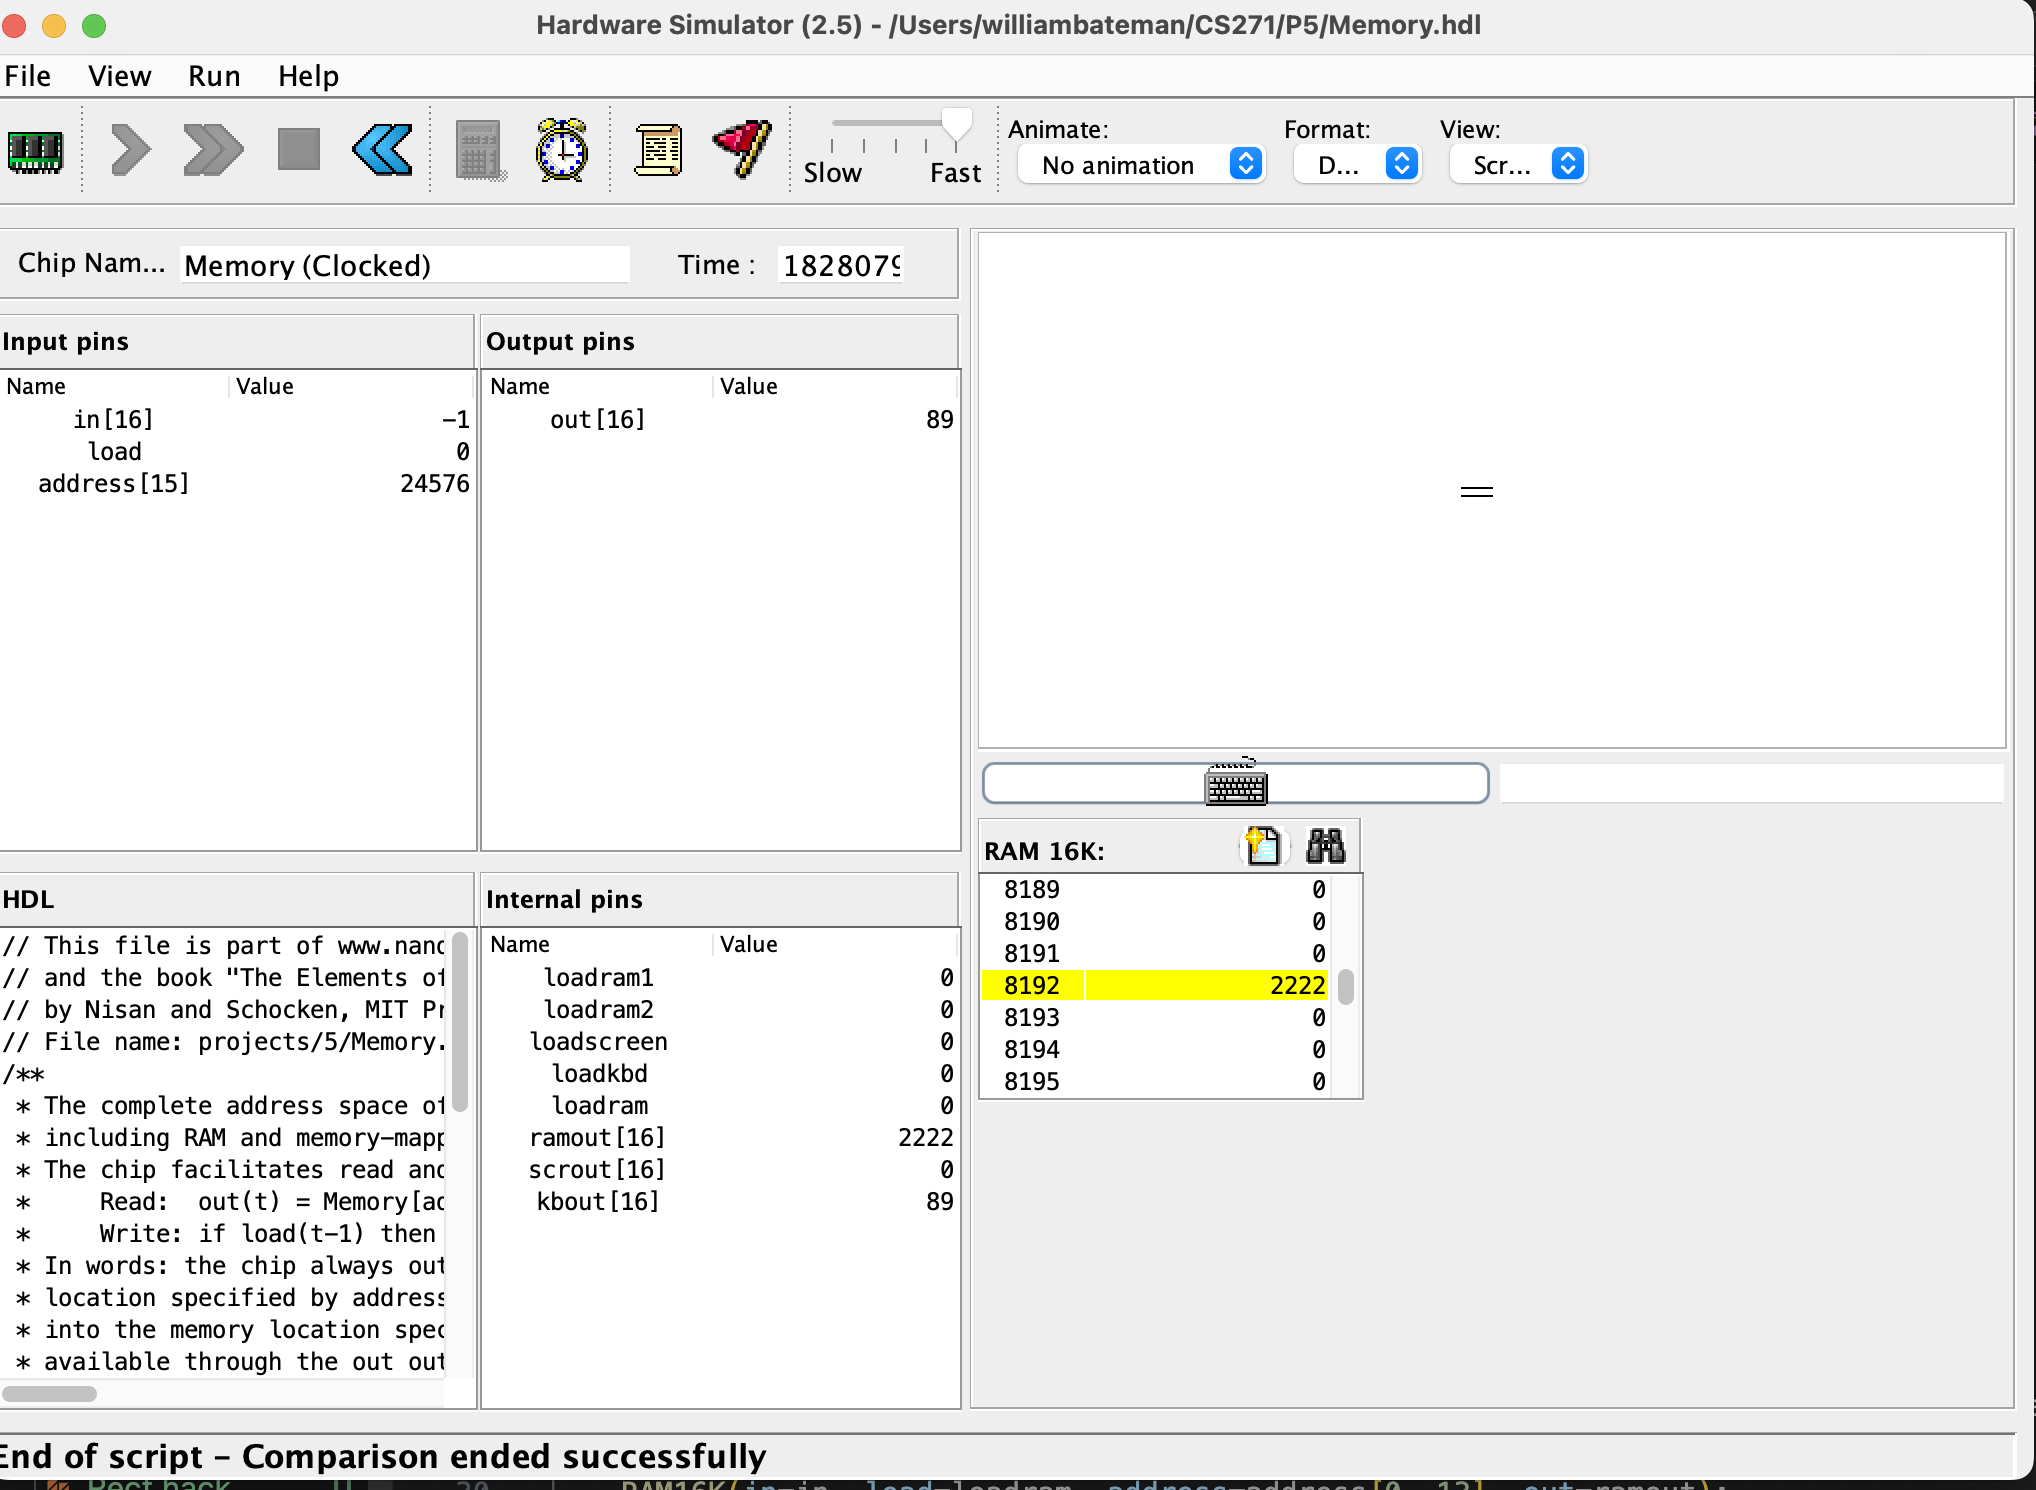 Hardware Simulator (2.5) - /Users/williambateman/CS271/P5/Memory.hdl
File View Run Help
Animate: Format: View:
Slow Fast No animation D... Scr...
Chip Nam... Memory (Clocked) Time : 1828079
Input pins
Name Value
in[16] -1
load 0
address[15] 24576
Output pins
Name Value
out[16] 89
HDL
// This file is part of www.nand
// and the book "The Elements of
// by Nisan and Schocken, MIT Pr
// File name: projects/5/Memory.
/**
* The complete address space of
* including RAM and memory-mapp
* The chip facilitates read and
* Read: out(t) = Memory[ad
* Write: if load(t-1) then
* In words: the chip always out
* location specified by address
* into the memory location spec
* available through the out out
Internal pins
Name Value
loadram1 0
loadram2 0
loadscreen 0
loadkbd 0
loadram 0
ramout[16] 2222
scrout[16] 0
kbout[16] 89
RAM 16K:
8189 0
8190 0
8191 0
8192 2222
8193 0
8194 0
8195 0
End of script - Comparison ended successfully